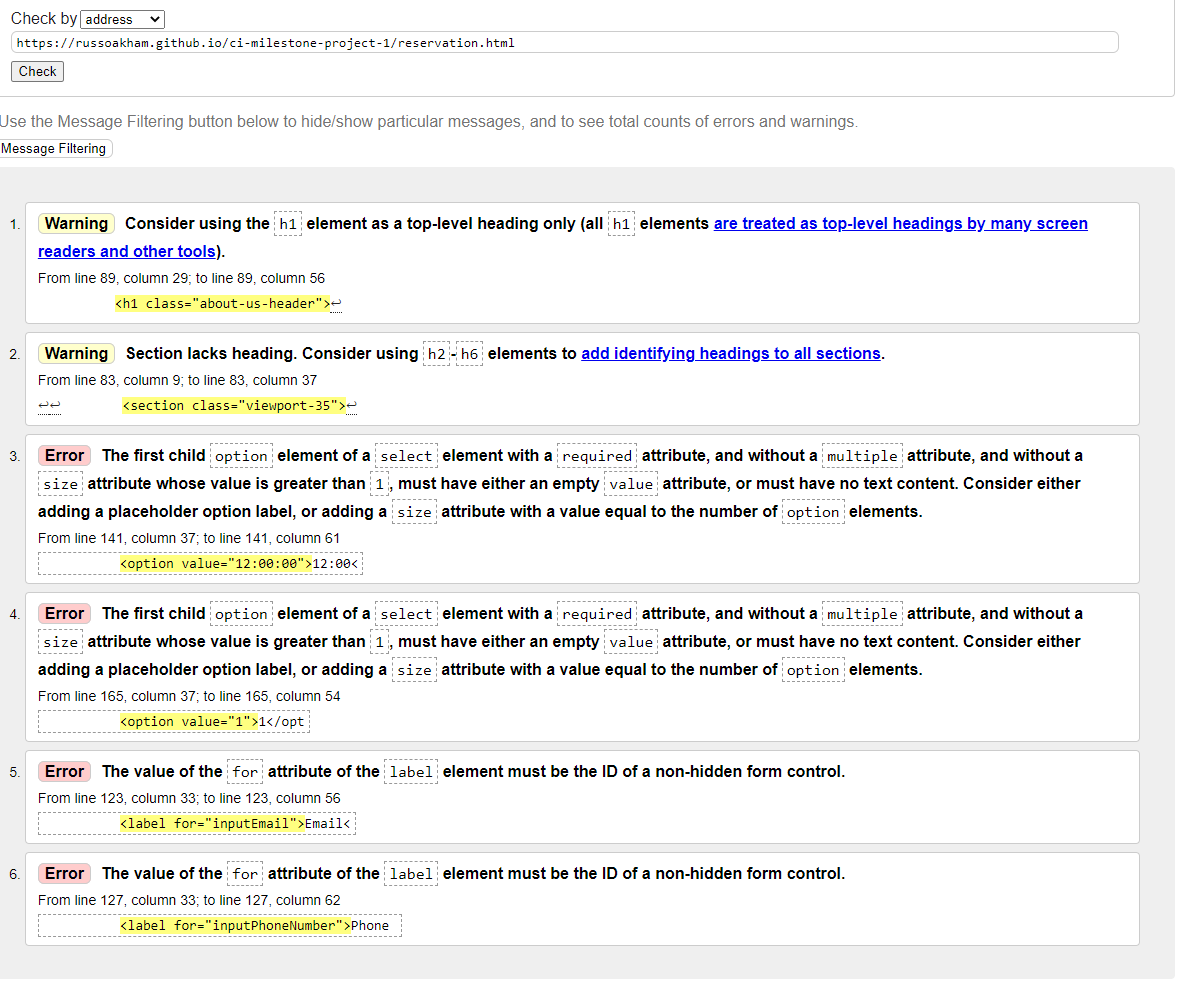 Check by address
https://russoakham.github.io/ci-milestone-project-1/reservation.html
Check
Use the Message Filtering button below to hide/show particular messages, and to see total counts of errors and warnings.
Message Filtering
1. Warning Consider using the h1 element as a top-level heading only (all h1 elements are treated as top-level headings by many screen
readers and other tools).
From line 89, column 29; to line 89, column 56
<h1 class="about-us-header">↩
2. Warning Section lacks heading. Consider using h2-h6 elements to add identifying headings to all sections.
From line 83, column 9; to line 83, column 37
↩↩ <section class="viewport-35">↩
3. Error The first child option element of a select element with a required attribute, and without a multiple attribute, and without a
size attribute whose value is greater than 1, must have either an empty value attribute, or must have no text content. Consider either
adding a placeholder option label, or adding a size attribute with a value equal to the number of option elements.
From line 141, column 37; to line 141, column 61
<option value="12:00:00">12:00<
4. Error The first child option element of a select element with a required attribute, and without a multiple attribute, and without a
size attribute whose value is greater than 1, must have either an empty value attribute, or must have no text content. Consider either
adding a placeholder option label, or adding a size attribute with a value equal to the number of option elements.
From line 165, column 37; to line 165, column 54
<option value="1">1</opt
5. Error The value of the for attribute of the label element must be the ID of a non-hidden form control.
From line 123, column 33; to line 123, column 56
<label for="inputEmail">Email<
6. Error The value of the for attribute of the label element must be the ID of a non-hidden form control.
From line 127, column 33; to line 127, column 62
<label for="inputPhoneNumber">Phone